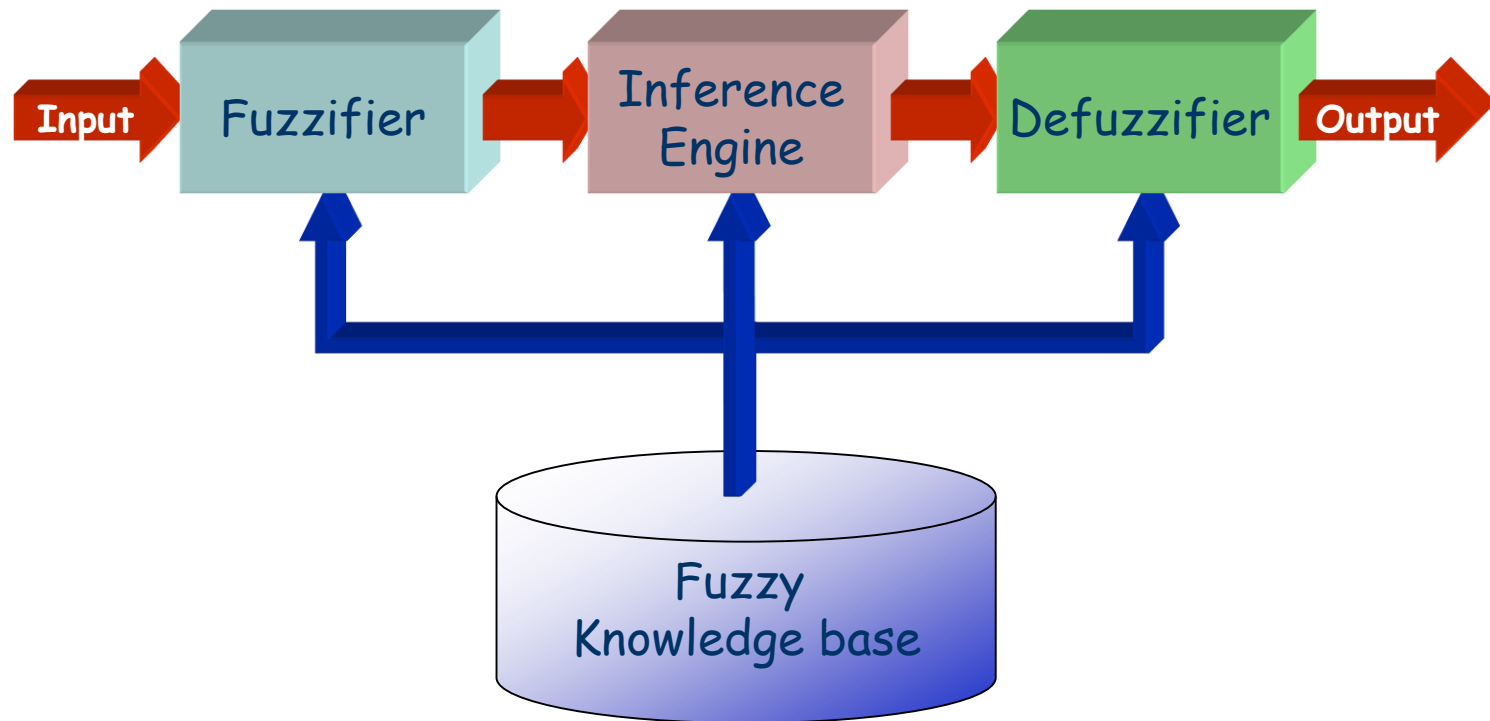 Input
Fuzzifier
Inference
Engine
Defuzzifier
Output
Fuzzy
Knowledge base